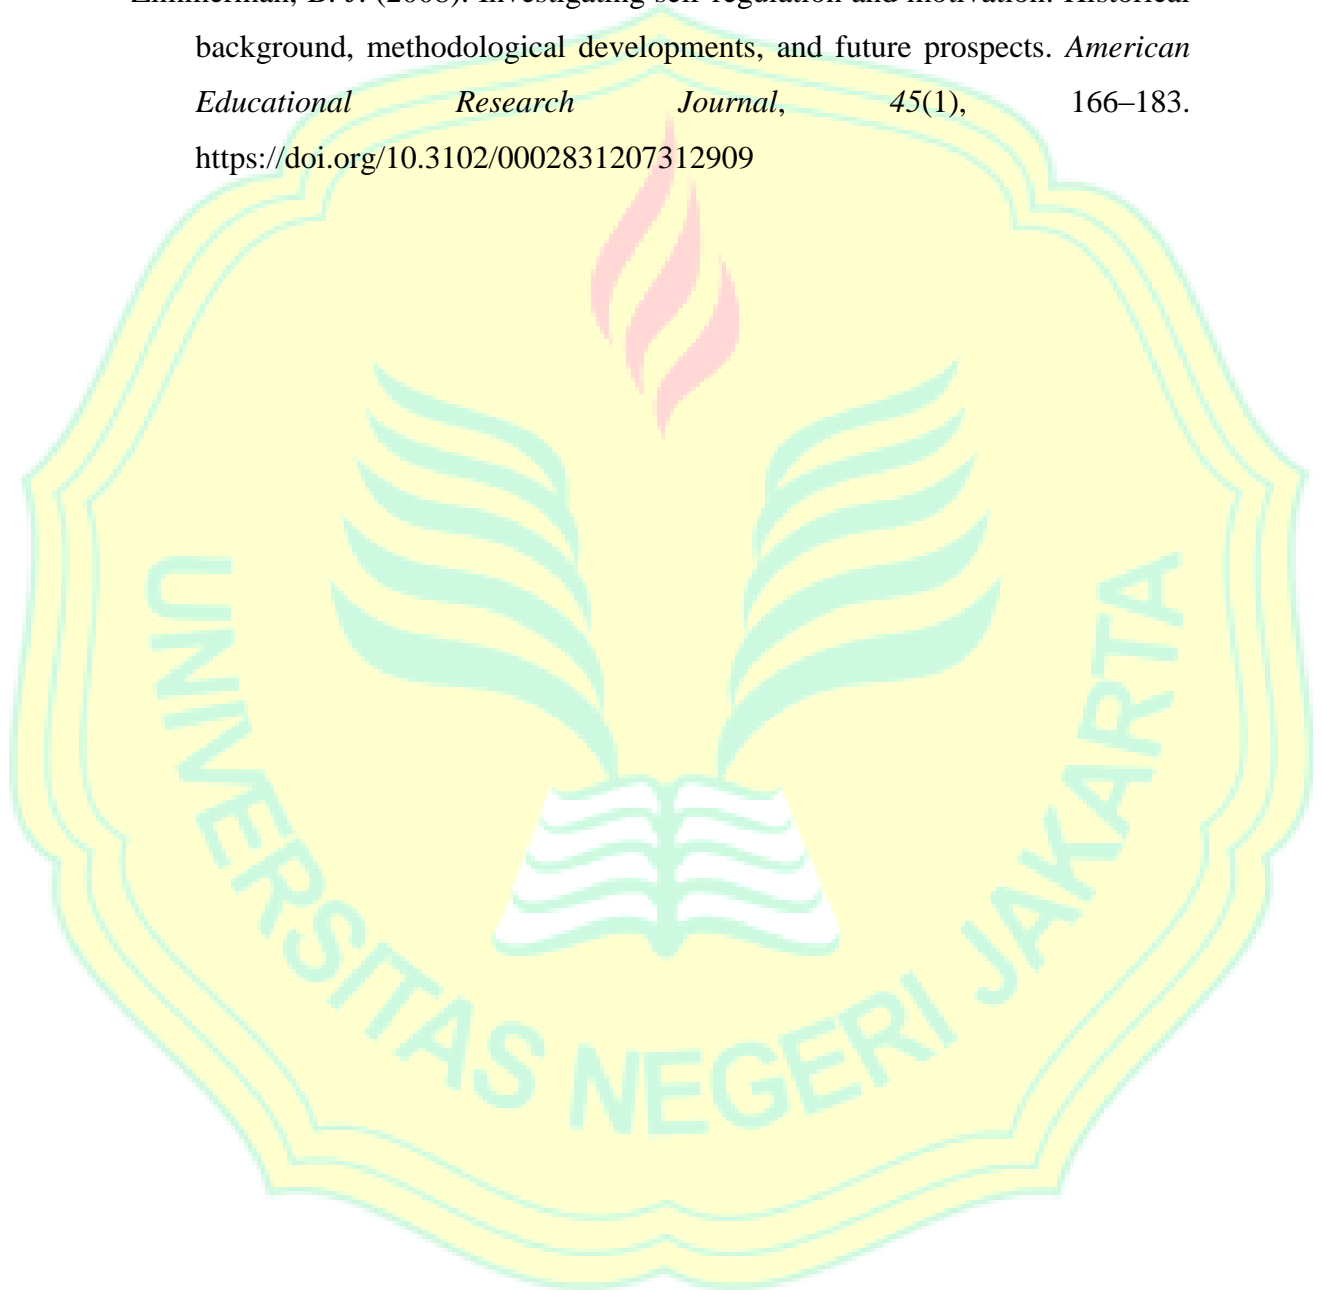 Zimmerman, B. J. (2008). Investigating self-regulation and motivation: Historical
background, methodological developments, and future prospects. American
Educational Research Journal, 45(1), 166–183.
https://doi.org/10.3102/0002831207312909
UNIVERSITAS NEGERI JAKARTA